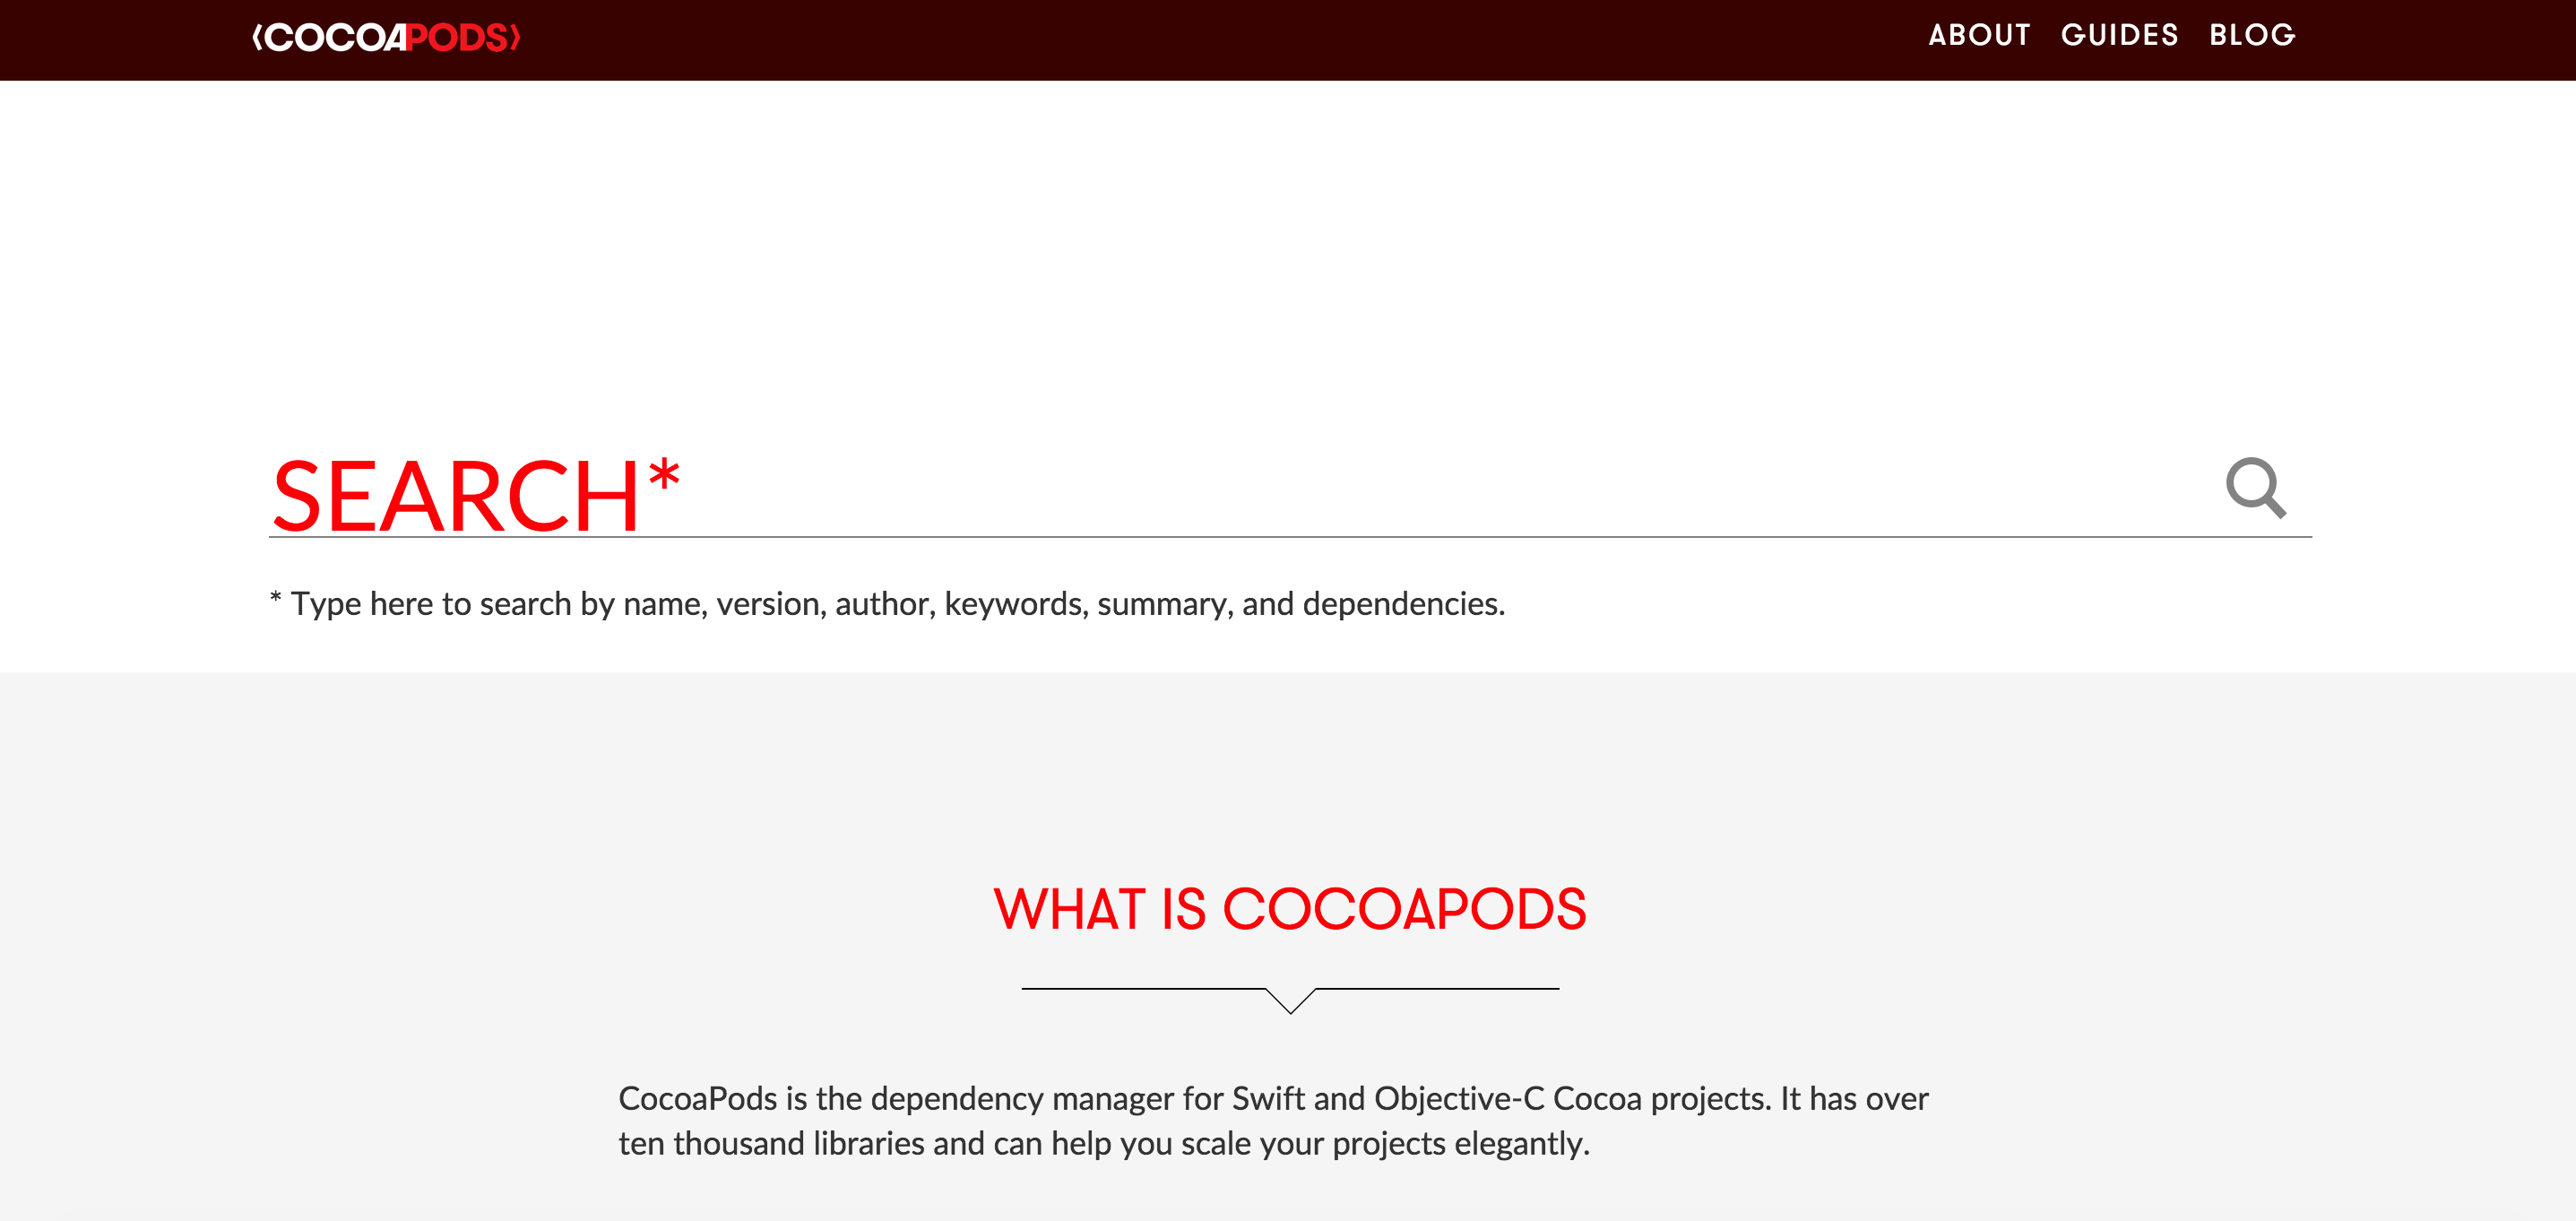 ⟨COCOAPODS⟩ ABOUT GUIDES BLOG
SEARCH*
* Type here to search by name, version, author, keywords, summary, and dependencies.
WHAT IS COCOAPODS
CocoaPods is the dependency manager for Swift and Objective-C Cocoa projects. It has over
ten thousand libraries and can help you scale your projects elegantly.